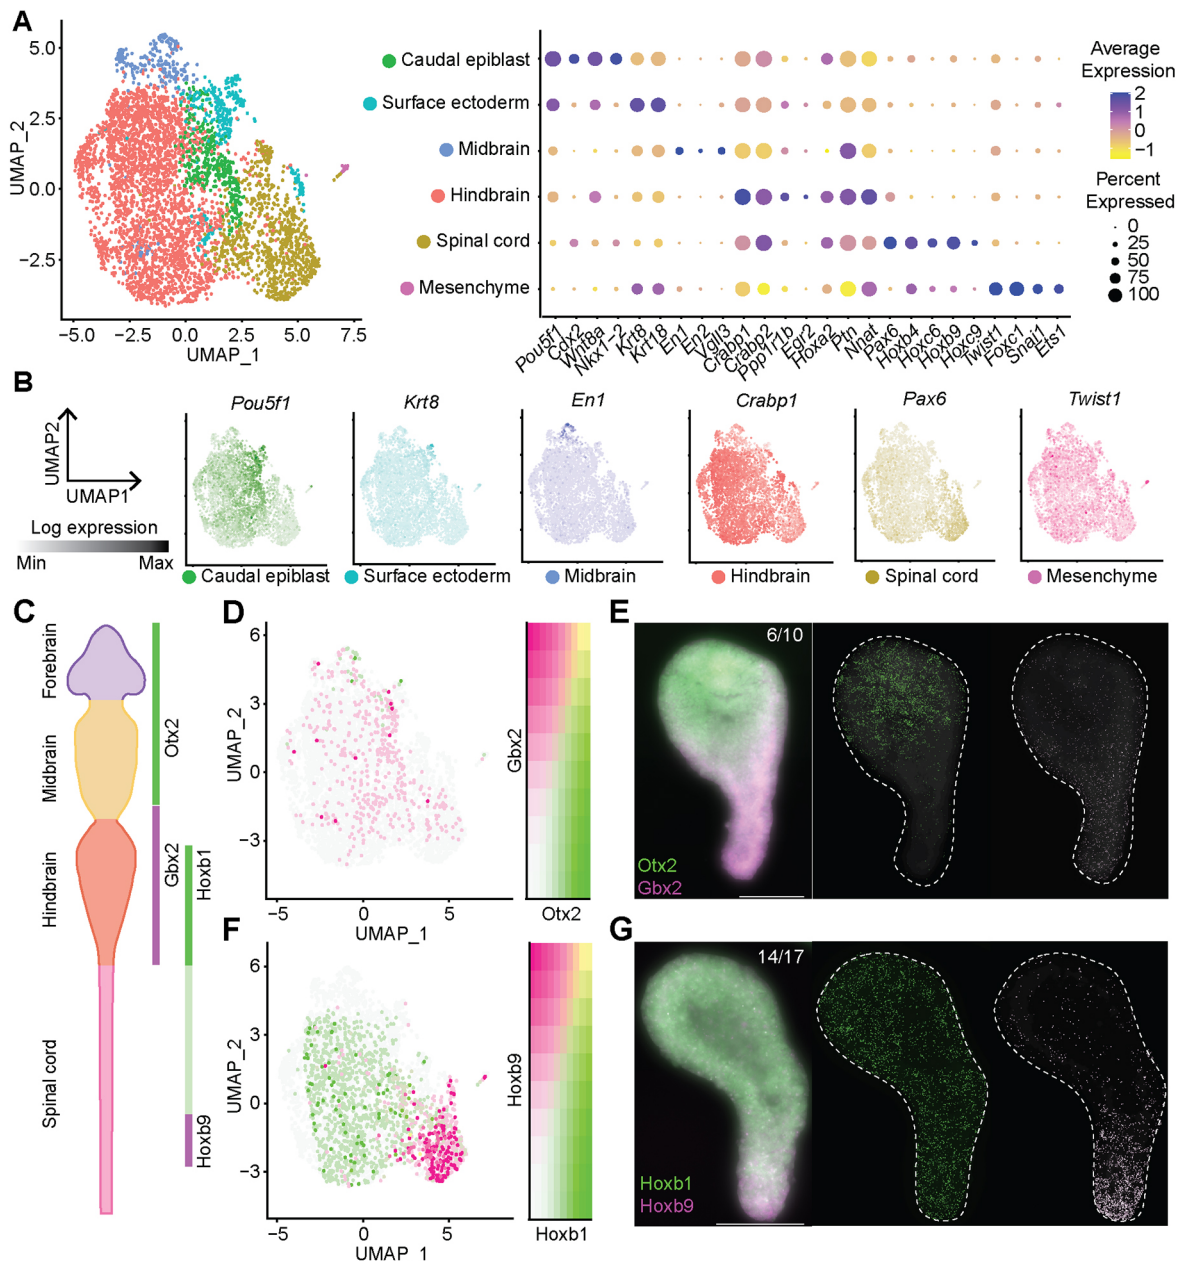 A
5.0
2.5
0.0
−2.5
UMAP_2
−5.0 −2.5 0.0 2.5 5.0 7.5
UMAP_1
Caudal epiblast
Surface ectoderm
Midbrain
Hindbrain
Spinal cord
Mesenchyme
Pou5f1 Cdx2 Wnt8a Nkx1−2 Krt8 Krt18 En1 En2 Vgll3 Crabp1 Crabp2 Ppp1r1b Egr2 Hoxa2 Ptn Nnat Pax6 Hoxb4 Hoxc6 Hoxb9 Hoxc9 Twist1 Foxc1 Snai1 Ets1
Average
Expression
2
1
0
−1
Percent
Expressed
0
25
50
75
100
B
UMAP2
UMAP1
Log expression
Min Max
Pou5f1 Krt8 En1 Crabp1 Pax6 Twist1
Caudal epiblast Surface ectoderm Midbrain Hindbrain Spinal cord Mesenchyme
C
Forebrain
Midbrain
Hindbrain
Spinal cord
Otx2
Gbx2
Hoxb1
Hoxb9
D
6
3
0
−3
UMAP_2
−5 0 5
UMAP_1
Gbx2
Otx2
E
6/10
Otx2
Gbx2
F
6
3
0
−3
UMAP_2
−5 0 5
UMAP_1
Hoxb9
Hoxb1
G
14/17
Hoxb1
Hoxb9